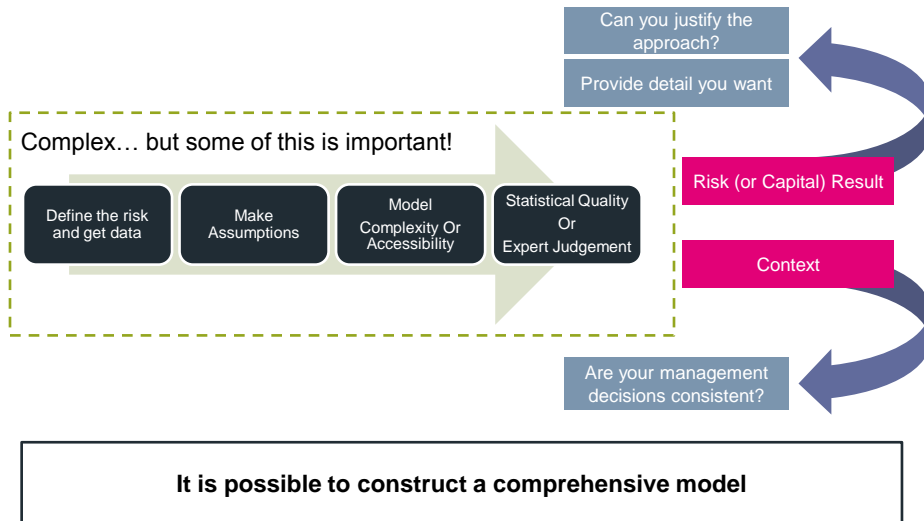 Can you justify the
approach?
Provide detail you want
Complex… but some of this is important!
Define the risk
and get data
Make
Assumptions
Model
Complexity Or
Accessibility
Statistical Quality
Or
Expert Judgement
Risk (or Capital) Result
Context
Are your management
decisions consistent?
It is possible to construct a comprehensive model